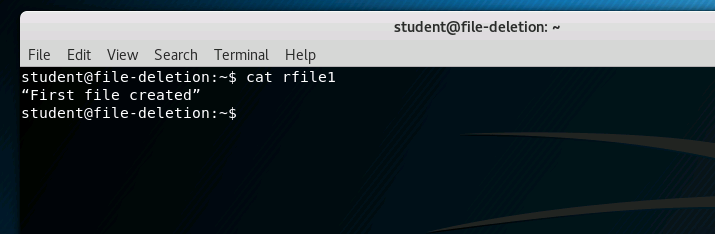 student@file-deletion: ~
File Edit View Search Terminal Help
student@file-deletion:~$ cat rfile1
“First file created”
student@file-deletion:~$